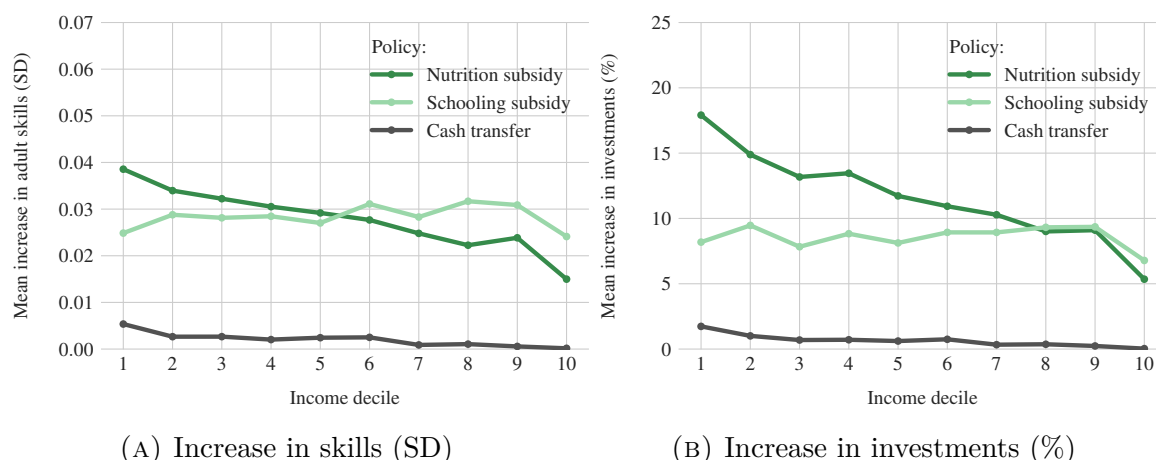 Mean increase in adult skills (SD)
0.07
0.06
0.05
0.04
0.03
0.02
0.01
0.00
Policy:
Nutrition subsidy
Schooling subsidy
Cash transfer
1 2 3 4 5 6 7 8 9 10
Income decile
(A) Increase in skills (SD)
Mean increase in investments (%)
25
20
15
10
5
0
Policy:
Nutrition subsidy
Schooling subsidy
Cash transfer
1 2 3 4 5 6 7 8 9 10
Income decile
(B) Increase in investments (%)